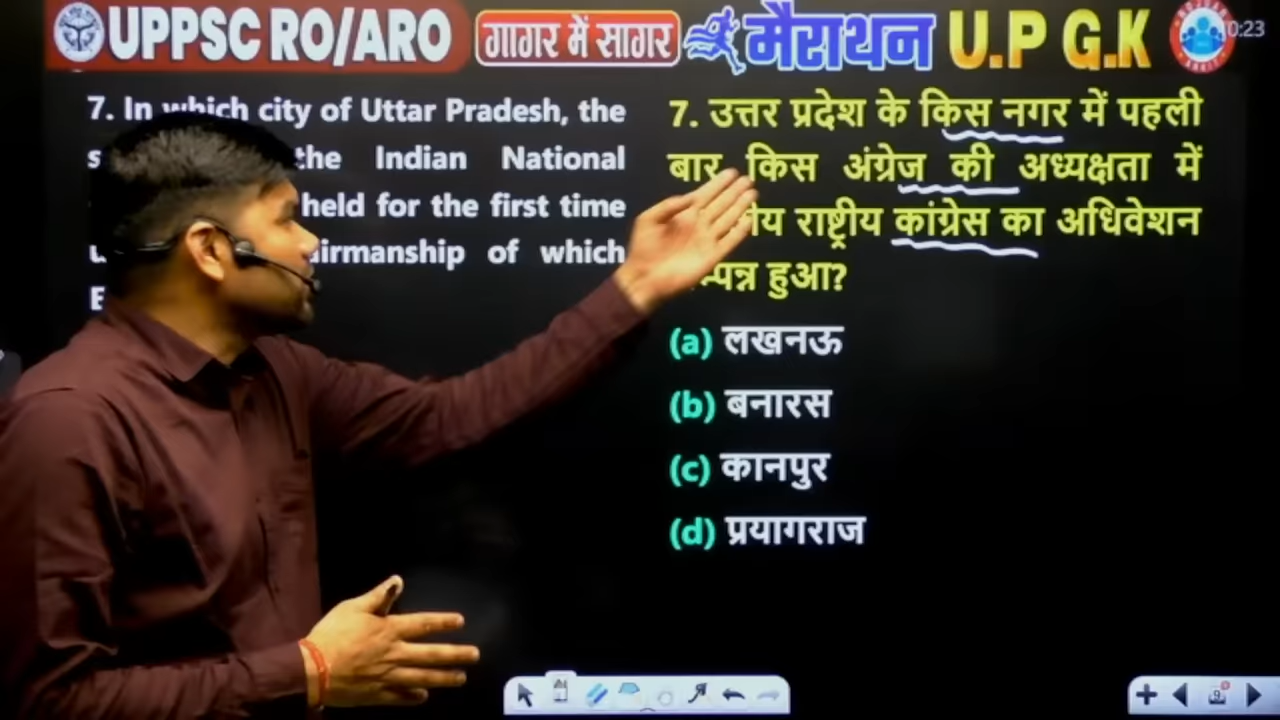 UPPSC RO/ARO
गागर में सागर
मैराथन
U.P G.K
0:23
7. In which city of Uttar Pradesh, the
the Indian National
held for the first time
of which
7. उत्तर प्रदेश के किस नगर में पहली
बार किस अंग्रेज की अध्यक्षता में
राष्ट्रीय कांग्रेस का अधिवेशन
हुआ?
(a) लखनऊ
(b) बनारस
(c) कानपुर
(d) प्रयागराज